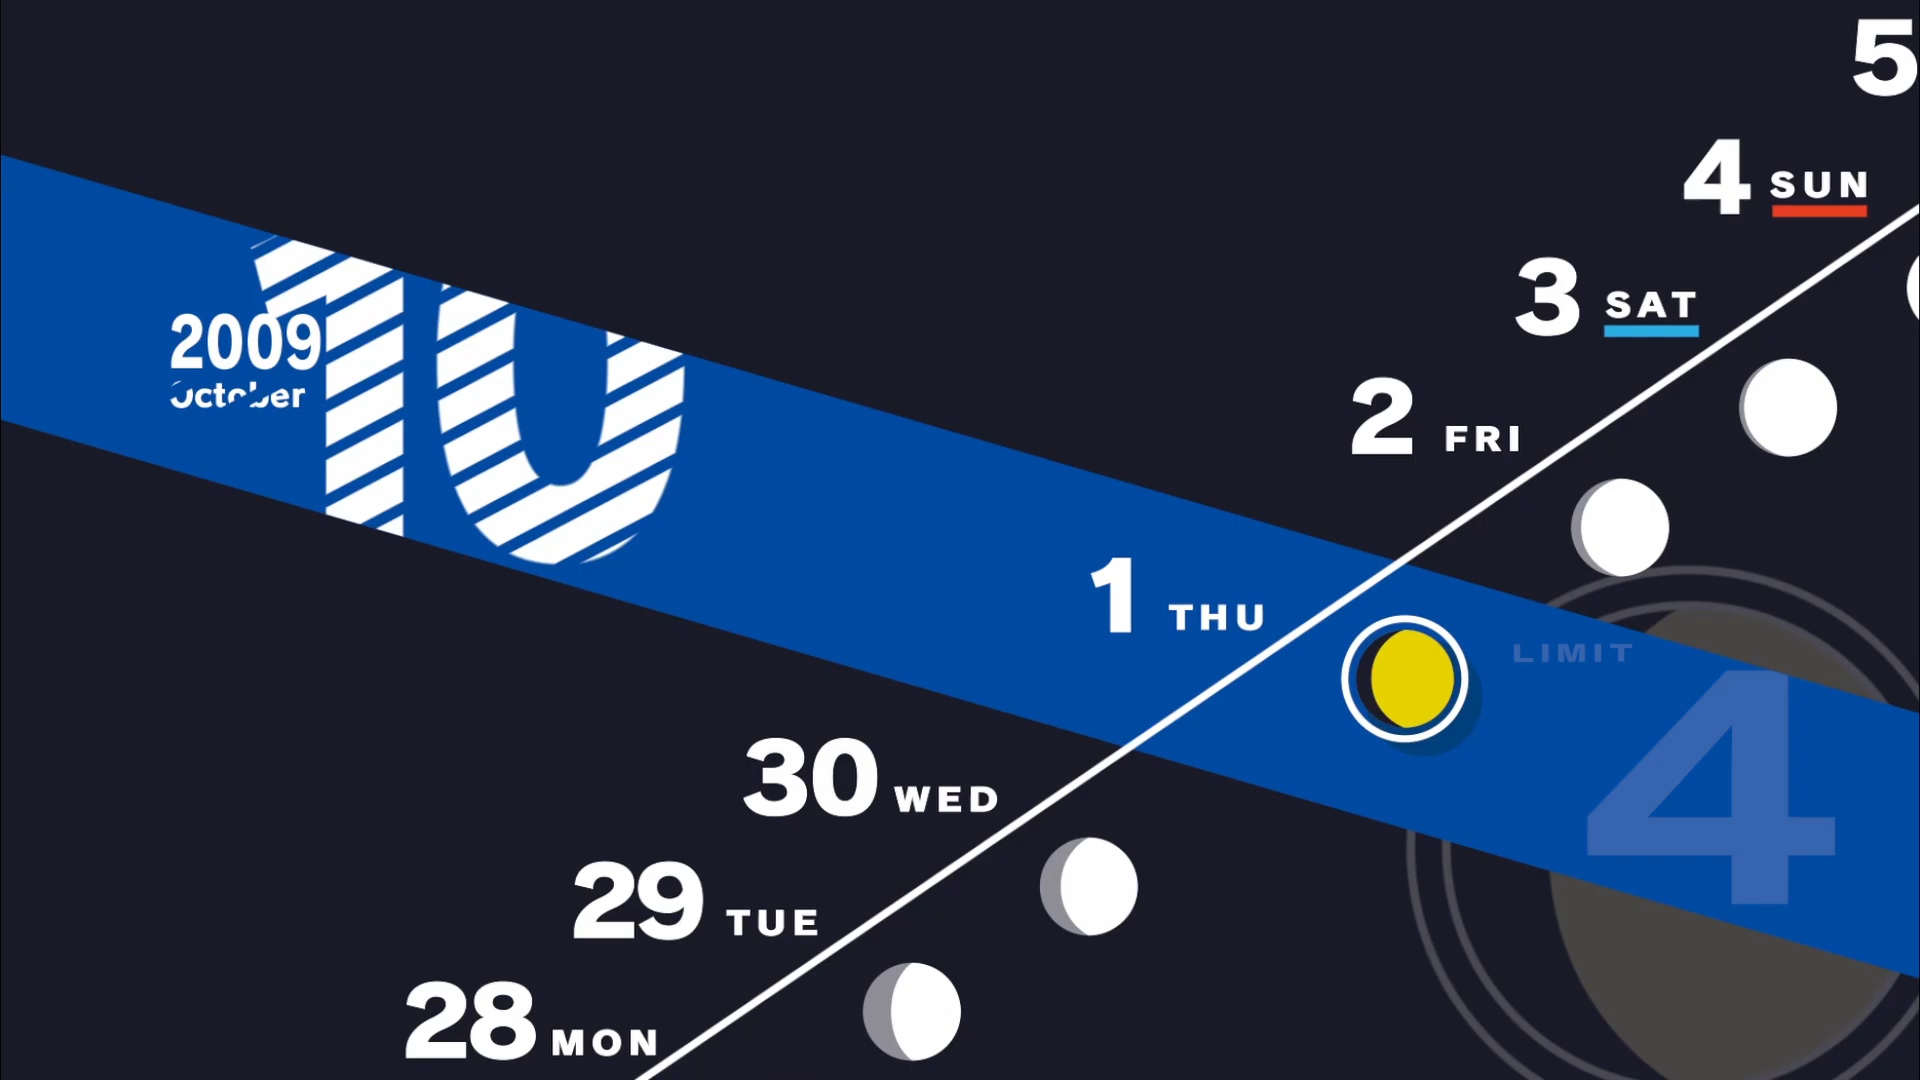 5
4 SUN
3 SAT
2 FRI
10
2009
October
1 THU
LIMIT
4
30 WED
29 TUE
28 MON